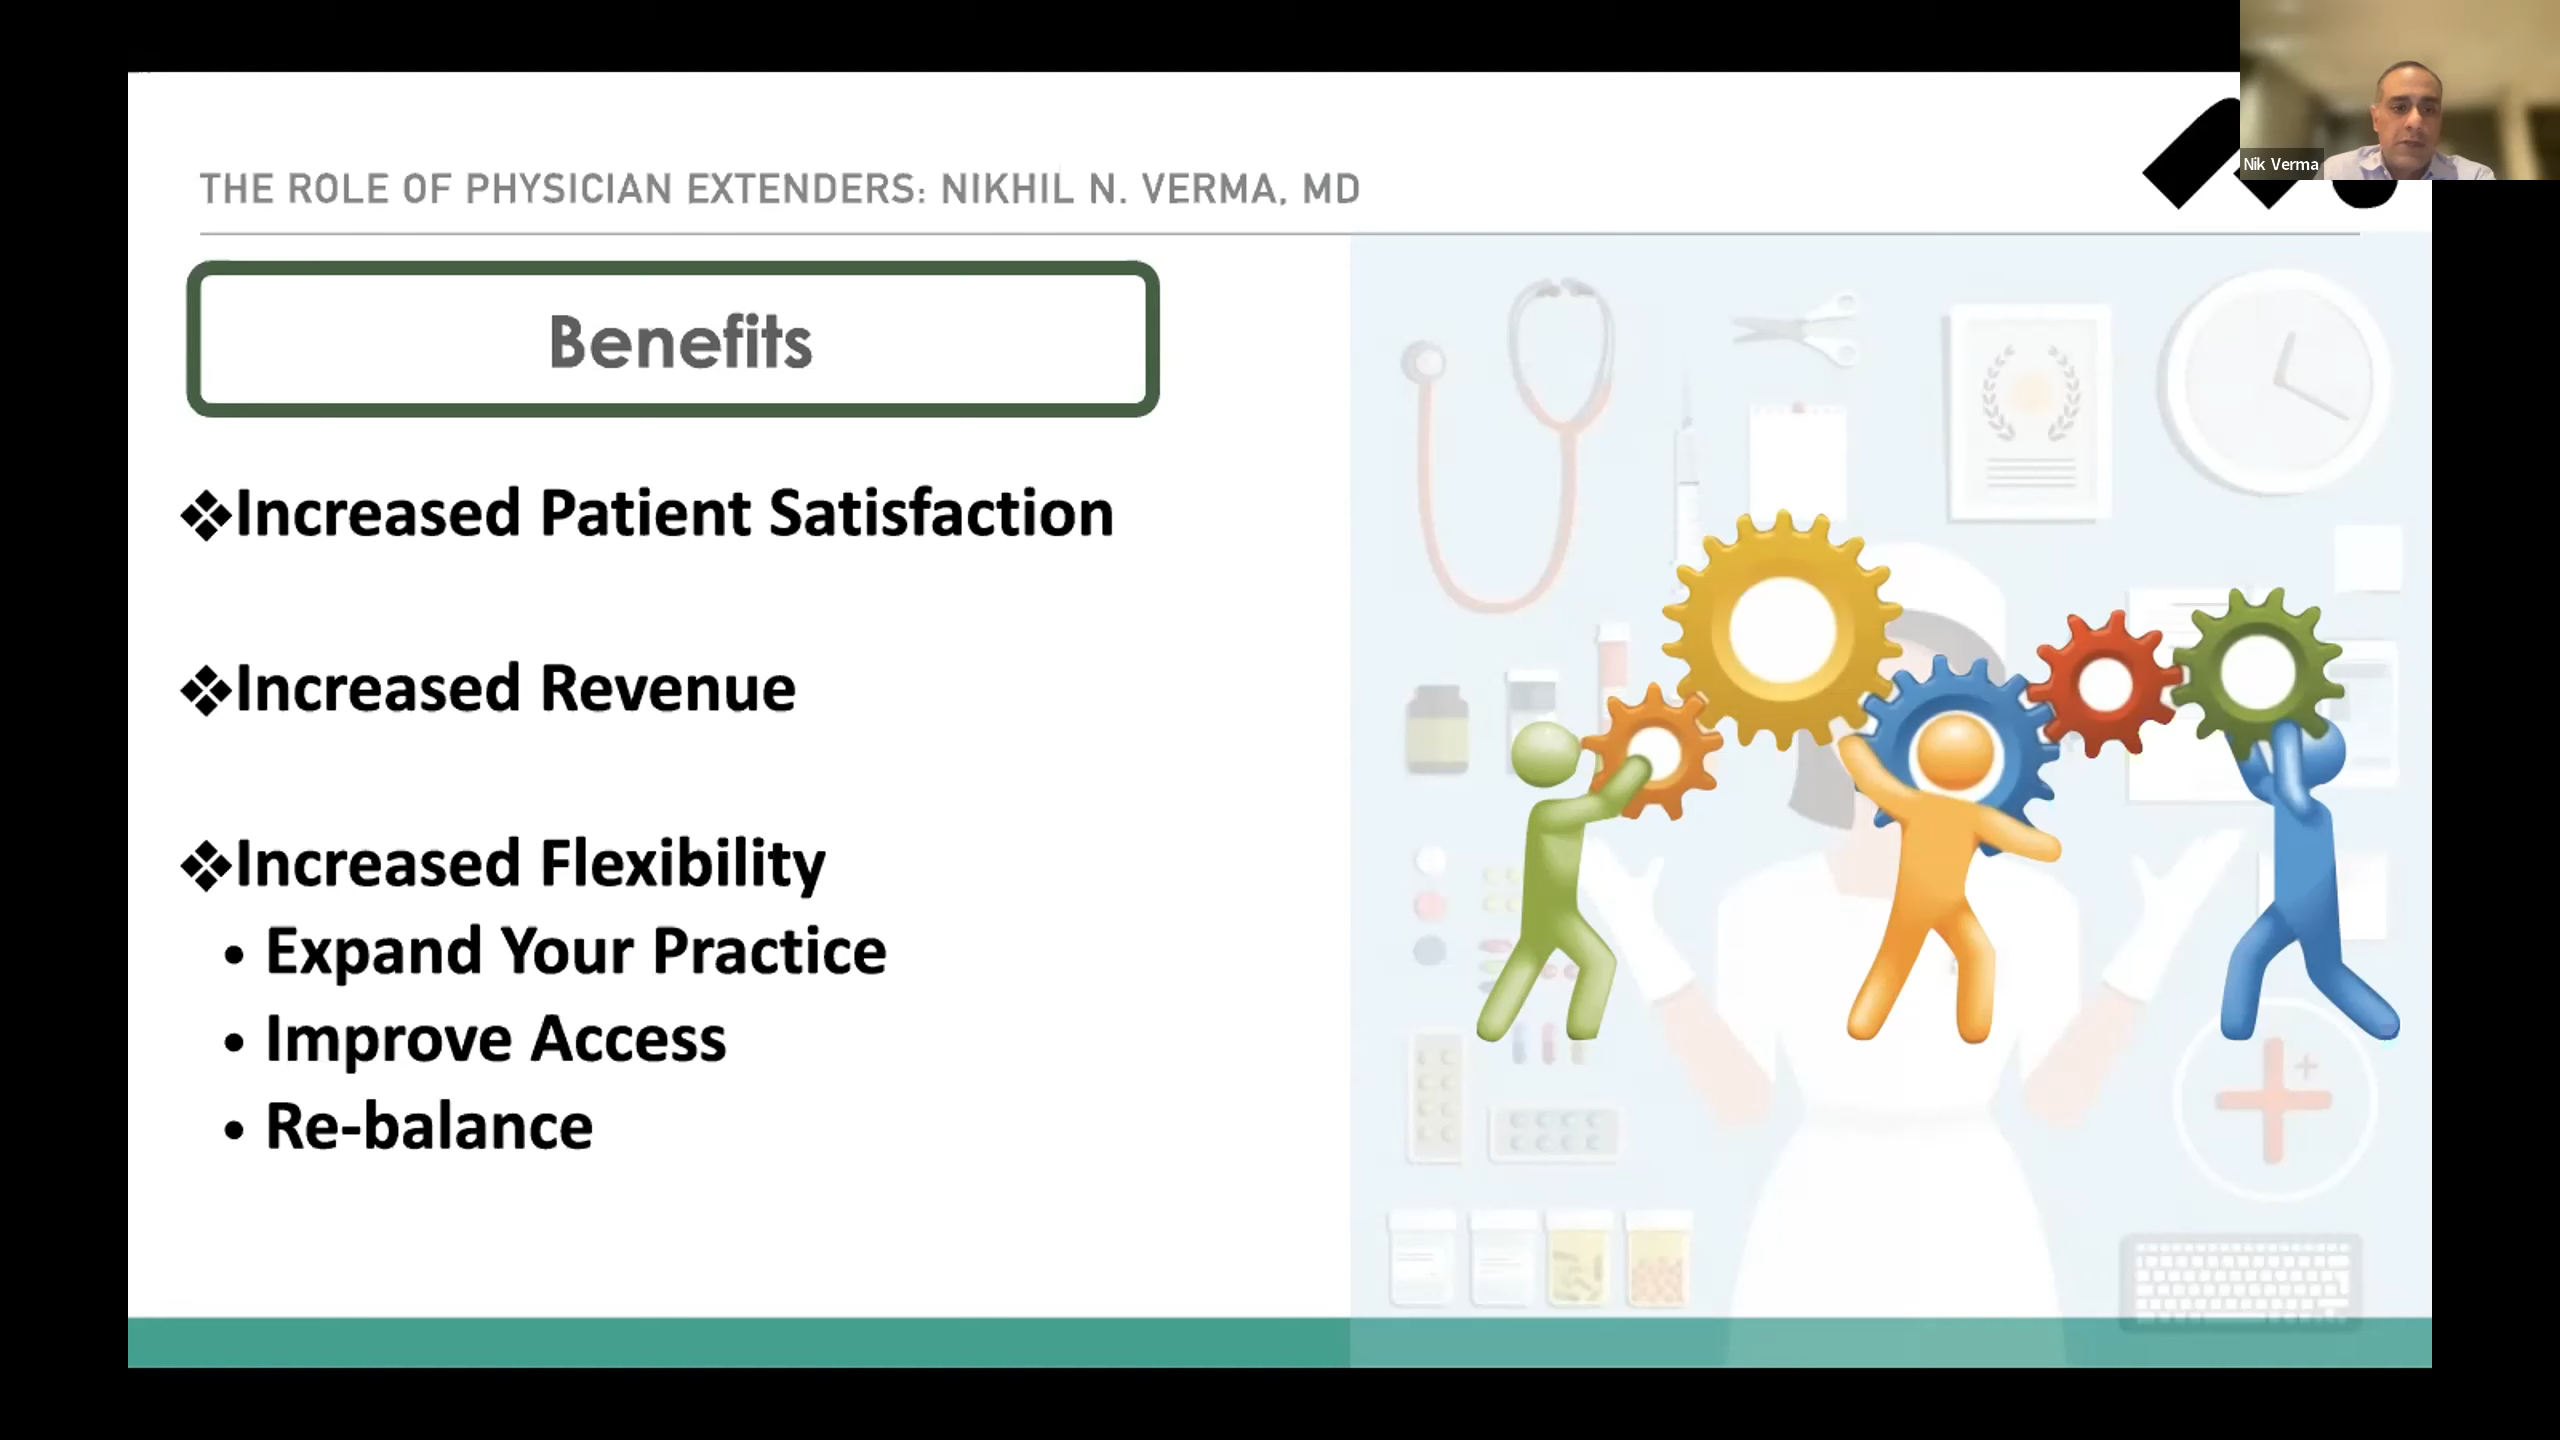 THE ROLE OF PHYSICIAN EXTENDERS: NIKHIL N. VERMA, MD
Nik Verma
Benefits
❖Increased Patient Satisfaction
❖Increased Revenue
❖Increased Flexibility
• Expand Your Practice
• Improve Access
• Re-balance